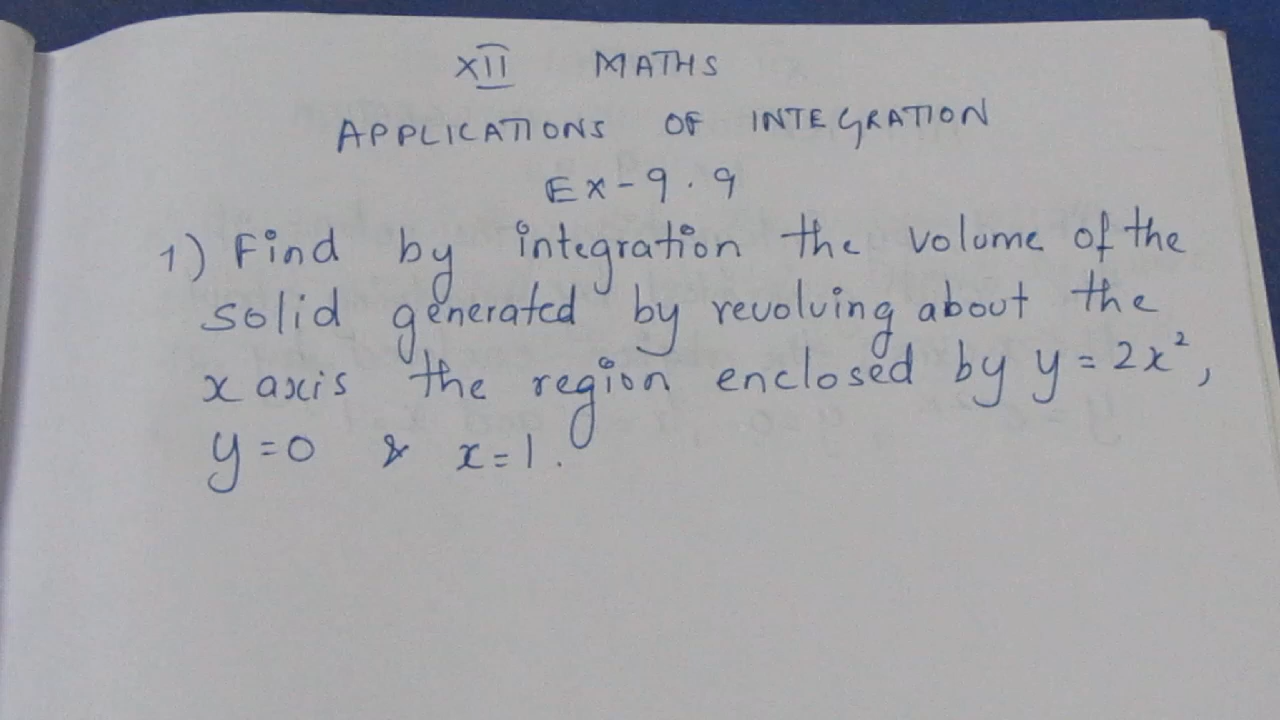 XII MATHS
APPLICATIONS OF INTEGRATION
Ex-9.9
1) Find by integration the volume of the
solid generated by revolving about the
x axis the region enclosed by y = 2x²,
y=0 & x=1.